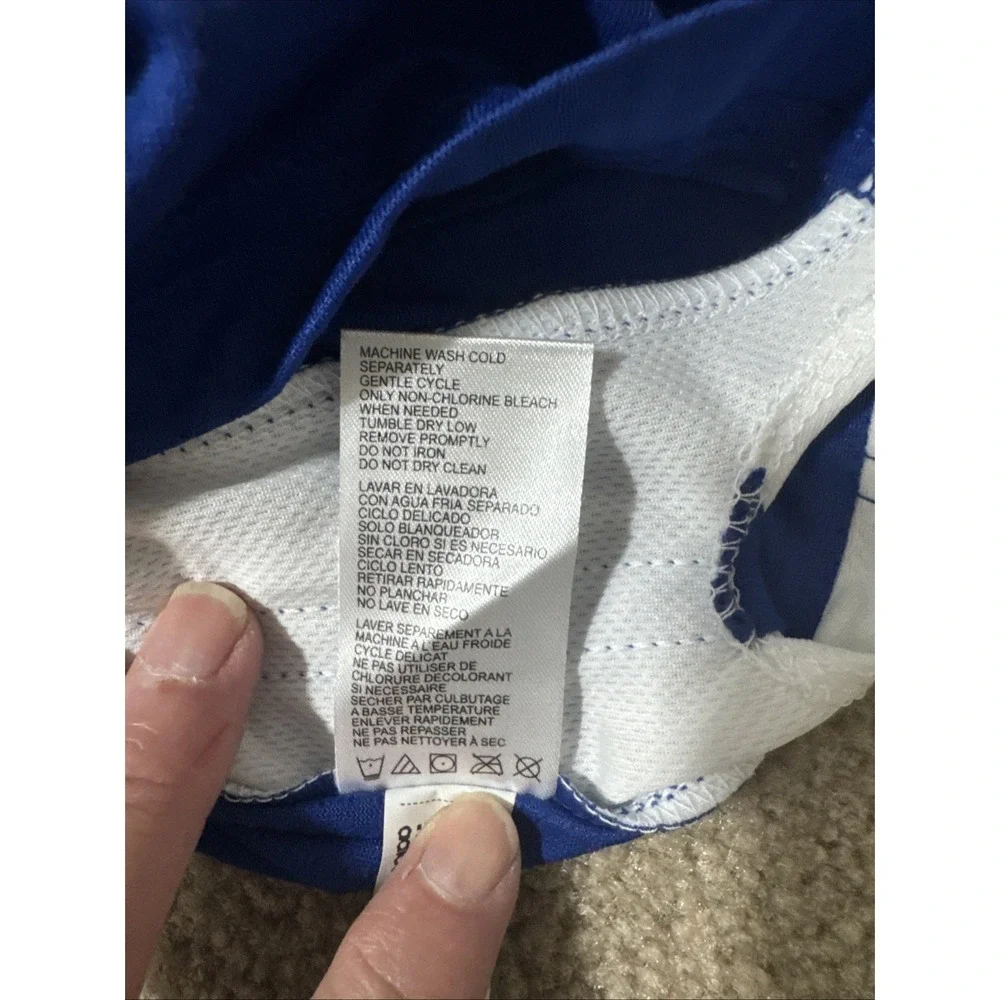 MACHINE WASH COLD
SEPARATELY
GENTLE CYCLE
ONLY NON-CHLORINE BLEACH
WHEN NEEDED
TUMBLE DRY LOW
REMOVE PROMPTLY
DO NOT IRON
DO NOT DRY CLEAN
LAVAR EN LAVADORA
CON AGUA FRIA SEPARADO
CICLO DELICADO
SOLO BLANQUEADOR
SIN CLORO SI ES NECESARIO
SECAR EN SECADORA
CICLO LENTO
RETIRAR RAPIDAMENTE
NO PLANCHAR
NO LAVE EN SECO
LAVER SEPAREMENT A LA
MACHINE A L'EAU FROIDE
CYCLE DELICAT
NE PAS UTILISER DE
CHLORURE DECOLORANT
SI NECESSAIRE
SECHER PAR CULBUTAGE
A BASSE TEMPERATURE
ENLEVER RAPIDEMENT
NE PAS REPASSER
NE PAS NETTOYER À SEC